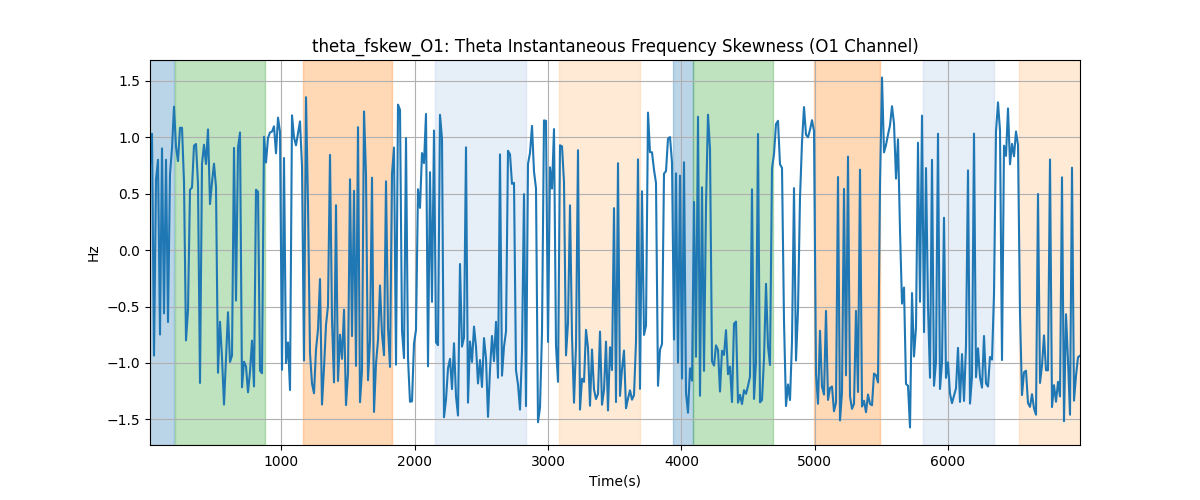 theta_fskew_O1: Theta Instantaneous Frequency Skewness (O1 Channel)
1.5
1.0
0.5
0.0
−0.5
−1.0
−1.5
Hz
1000 2000 3000 4000 5000 6000
Time(s)